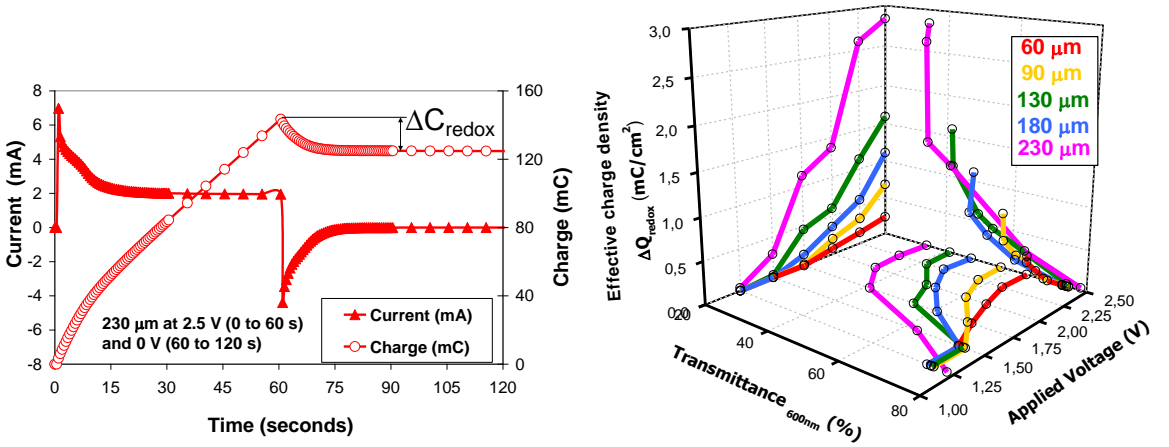 8
6
4
2
0
-2
-4
-6
-8
Current (mA)
160
120
80
40
0
Charge (mC)
ΔC redox
230 µm at 2.5 V (0 to 60 s)
and 0 V (60 to 120 s)
Current (mA)
Charge (mC)
0 15 30 45 60 75 90 105 120
Time (seconds)
3,0
2,5
2,0
1,5
1,0
0,5
0,0
Effective charge density
ΔQredox (mC/cm²)
60 µm
90 µm
130 µm
180 µm
230 µm
20
40
60
80
Transmittance 600nm (%)
1,00
1,25
1,50
1,75
2,00
2,25
2,50
Applied Voltage (V)